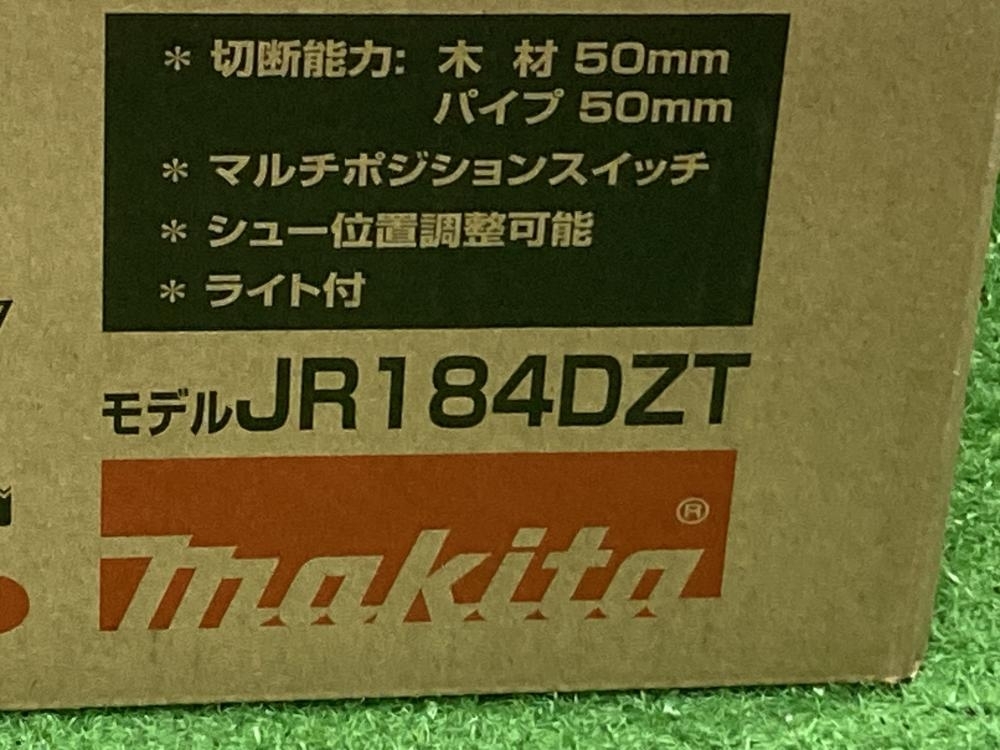 * 切断能力: 木 材 50mm
パイプ 50mm
* マルチポジションスイッチ
* シュー位置調整可能
* ライト付
モデルJR184DZT
makita®